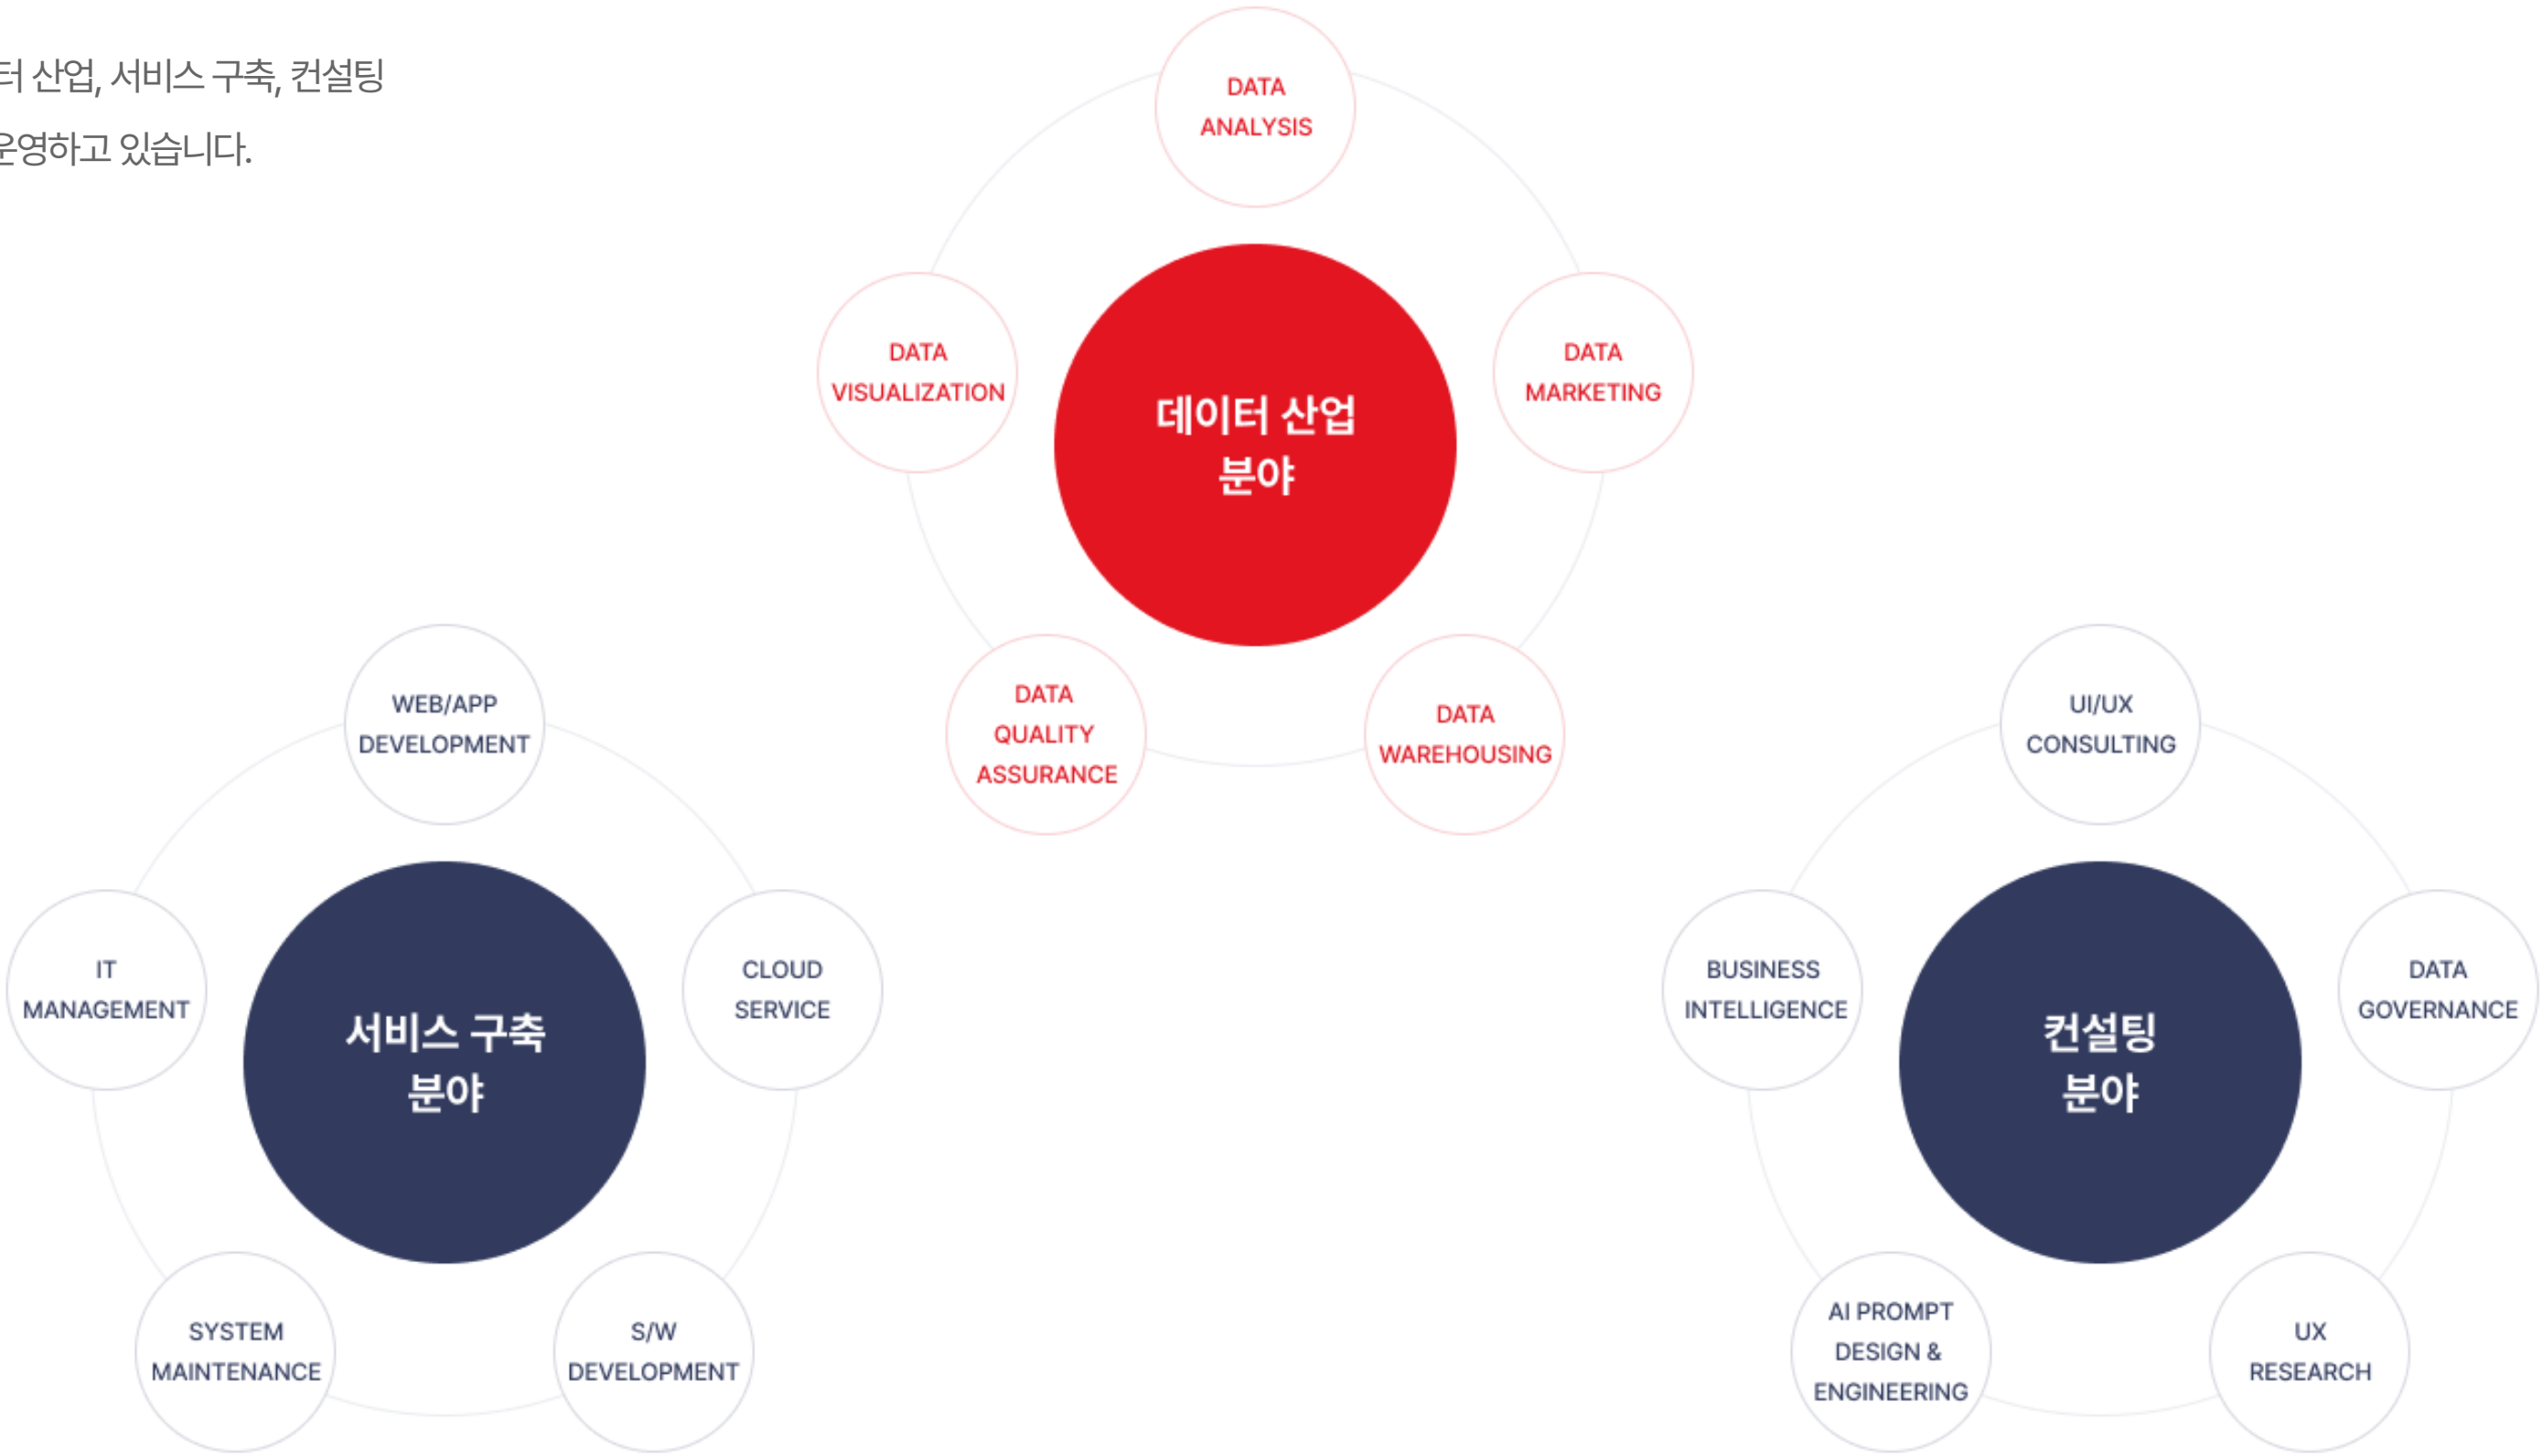 터 산업, 서비스 구축, 컨설팅
운영하고 있습니다.
DATA
ANALYSIS
DATA
VISUALIZATION
DATA
MARKETING
데이터 산업
분야
DATA
QUALITY
ASSURANCE
DATA
WAREHOUSING
WEB/APP
DEVELOPMENT
IT
MANAGEMENT
CLOUD
SERVICE
서비스 구축
분야
SYSTEM
MAINTENANCE
S/W
DEVELOPMENT
UI/UX
CONSULTING
BUSINESS
INTELLIGENCE
DATA
GOVERNANCE
컨설팅
분야
AI PROMPT
DESIGN &
ENGINEERING
UX
RESEARCH